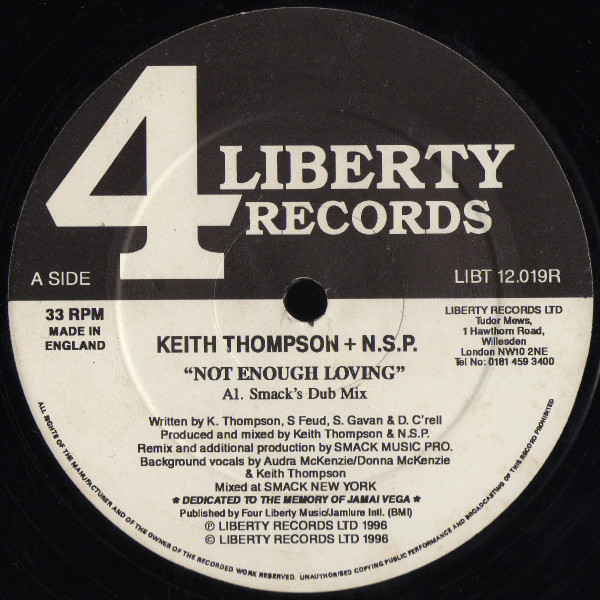 4 LIBERTY
RECORDS
A SIDE
LIBT 12.019R
33 RPM
MADE IN
ENGLAND
LIBERTY RECORDS LTD
Tudor Mews,
1 Hawthorn Road,
Willesden
London NW10 2NE
Tel No: 0181 459 3400
KEITH THOMPSON + N.S.P.
“NOT ENOUGH LOVING”
A1. Smack's Dub Mix
Written by K. Thompson, S Feud, S. Gavan & D. C'rell
Produced and mixed by Keith Thompson & N.S.P.
Remix and additional production by SMACK MUSIC PRO.
Background vocals by Audra McKenzie/Donna McKenzie
& Keith Thompson
Mixed at SMACK NEW YORK
* DEDICATED TO THE MEMORY OF JAMAI VEGA *
Published by Four Liberty Music/Jamlure Intl. (BMI)
Ⓟ LIBERTY RECORDS LTD 1996
© LIBERTY RECORDS LTD 1996
ALL RIGHTS OF THE MANUFACTURER AND OF THE OWNER OF THE RECORDED WORK RESERVED. UNAUTHORISED COPYING PUBLIC PERFORMANCE AND BROADCASTING OF THIS RECORD PROHIBITED